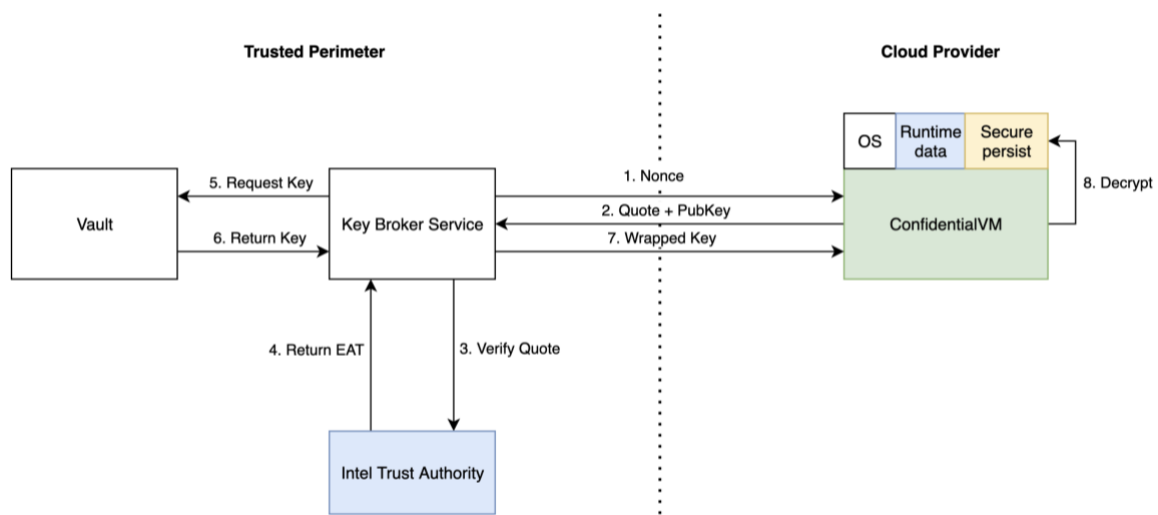 Trusted Perimeter
Cloud Provider
OS
Runtime
data
Secure
persist
8. Decrypt
ConfidentialVM
1. Nonce
2. Quote + PubKey
7. Wrapped Key
Vault
5. Request Key
6. Return Key
Key Broker Service
4. Return EAT
3. Verify Quote
Intel Trust Authority